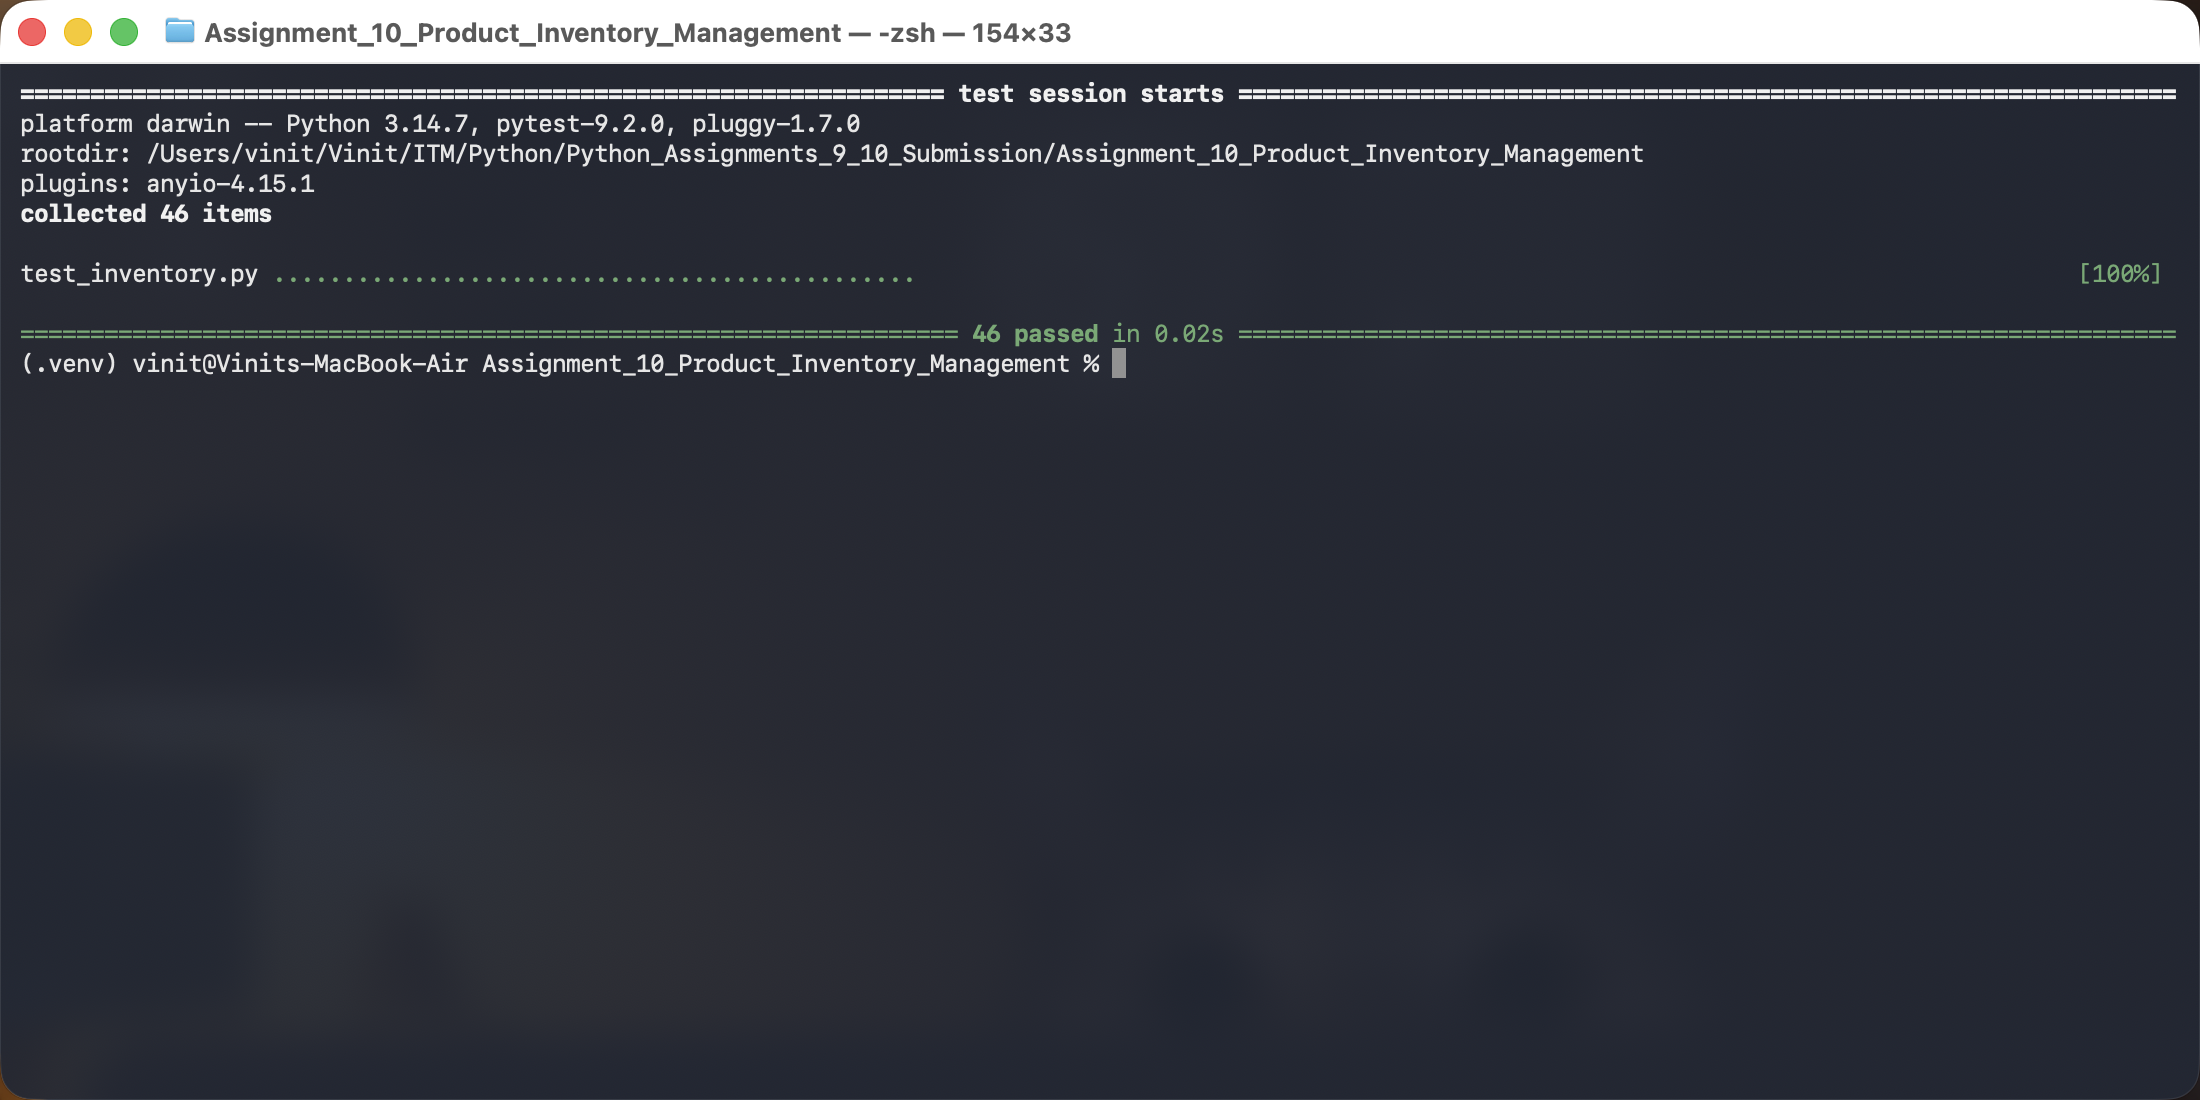 Assignment_10_Product_Inventory_Management — -zsh — 154×33
============================ test session starts ============================
platform darwin -- Python 3.14.7, pytest-9.2.0, pluggy-1.7.0
rootdir: /Users/vinit/Vinit/ITM/Python/Python_Assignments_9_10_Submission/Assignment_10_Product_Inventory_Management
plugins: anyio-4.15.1
collected 46 items
test_inventory.py .............................................. [100%]
============================ 46 passed in 0.02s ============================
(.venv) vinit@Vinits-MacBook-Air Assignment_10_Product_Inventory_Management %